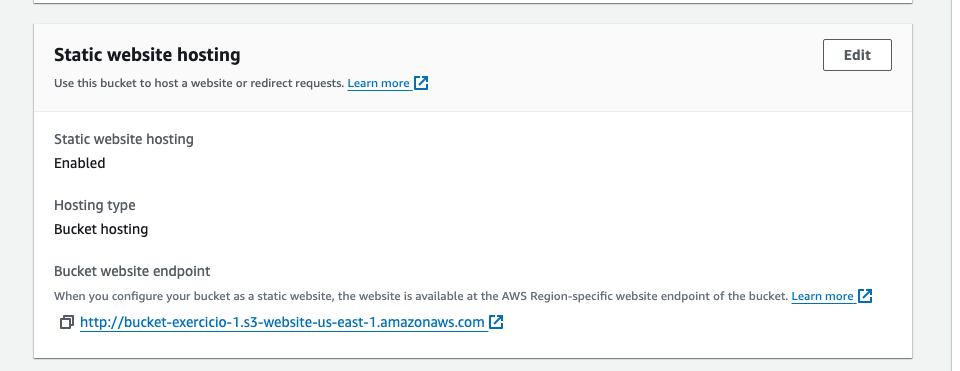 Static website hosting
Edit
Use this bucket to host a website or redirect requests. Learn more
Static website hosting
Enabled
Hosting type
Bucket hosting
Bucket website endpoint
When you configure your bucket as a static website, the website is available at the AWS Region-specific website endpoint of the bucket. Learn more
http://bucket-exercicio-1.s3-website-us-east-1.amazonaws.com